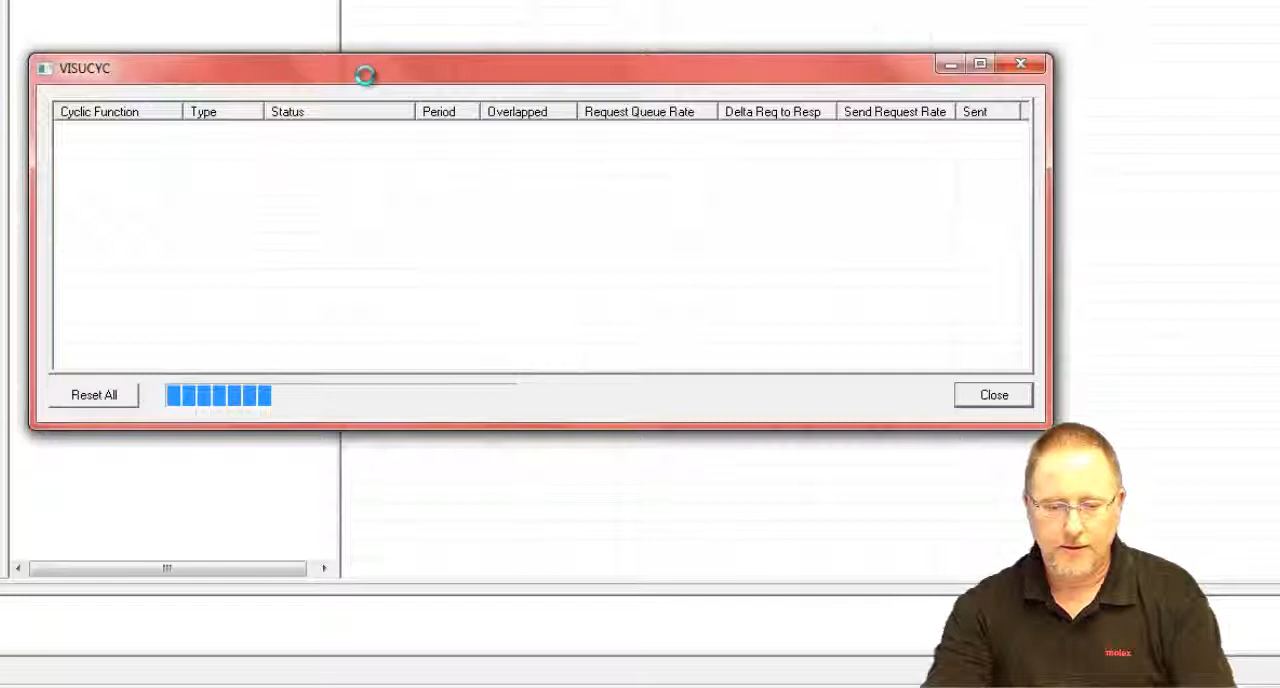 VISUCYC
Cyclic Function Type Status Period Overlapped Request Queue Rate Delta Req to Resp Send Request Rate Sent
Reset All Close
molex